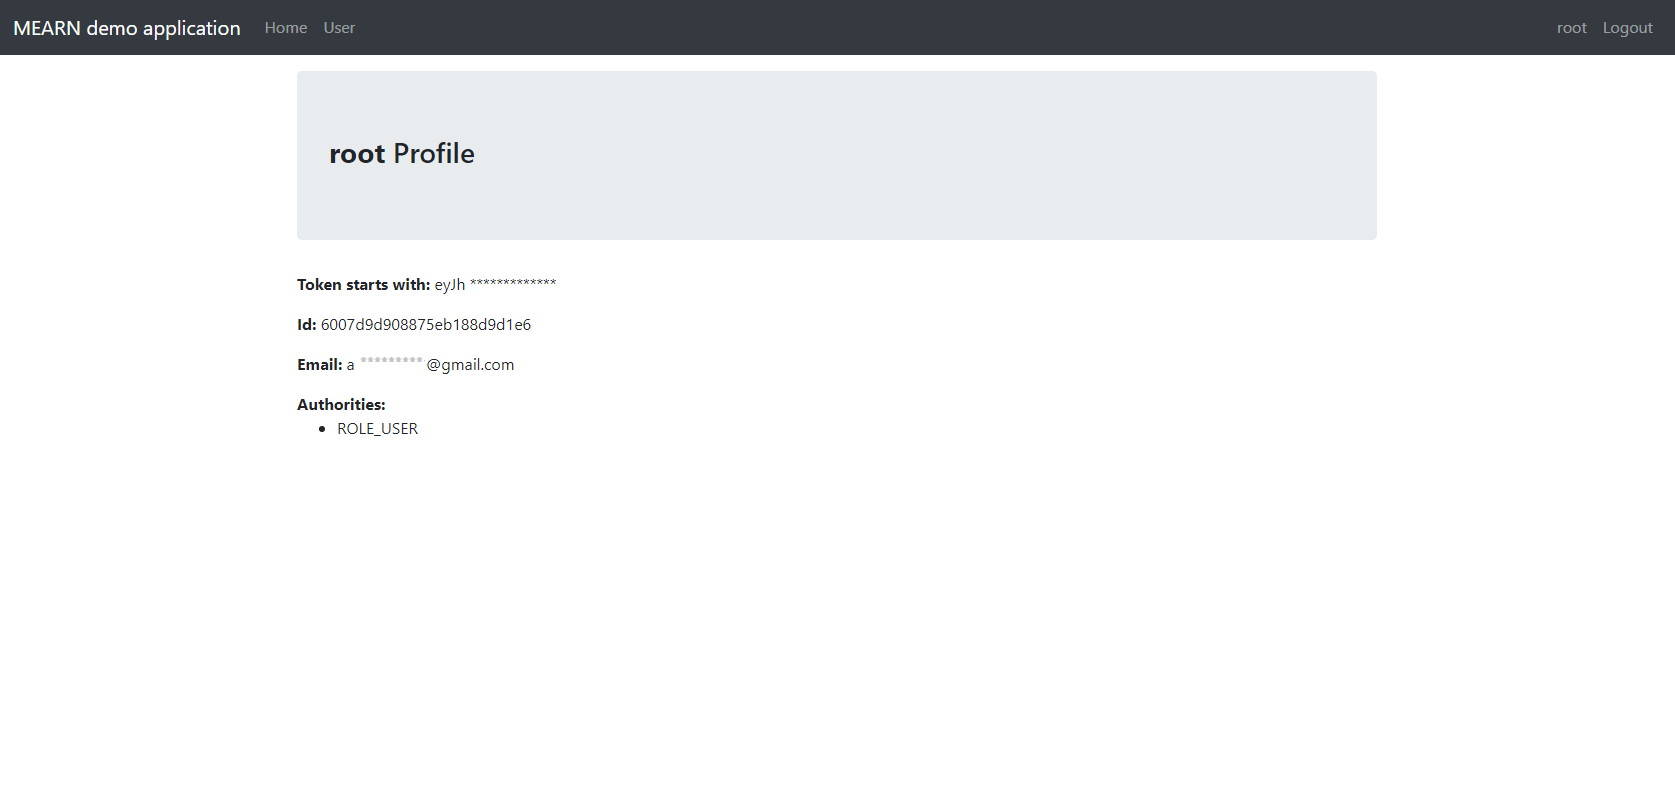 MEARN demo application Home User root Logout
root Profile
Token starts with: eyJh *************
Id: 6007d9d908875eb188d9d1e6
Email: a *********@gmail.com
Authorities:
• ROLE_USER